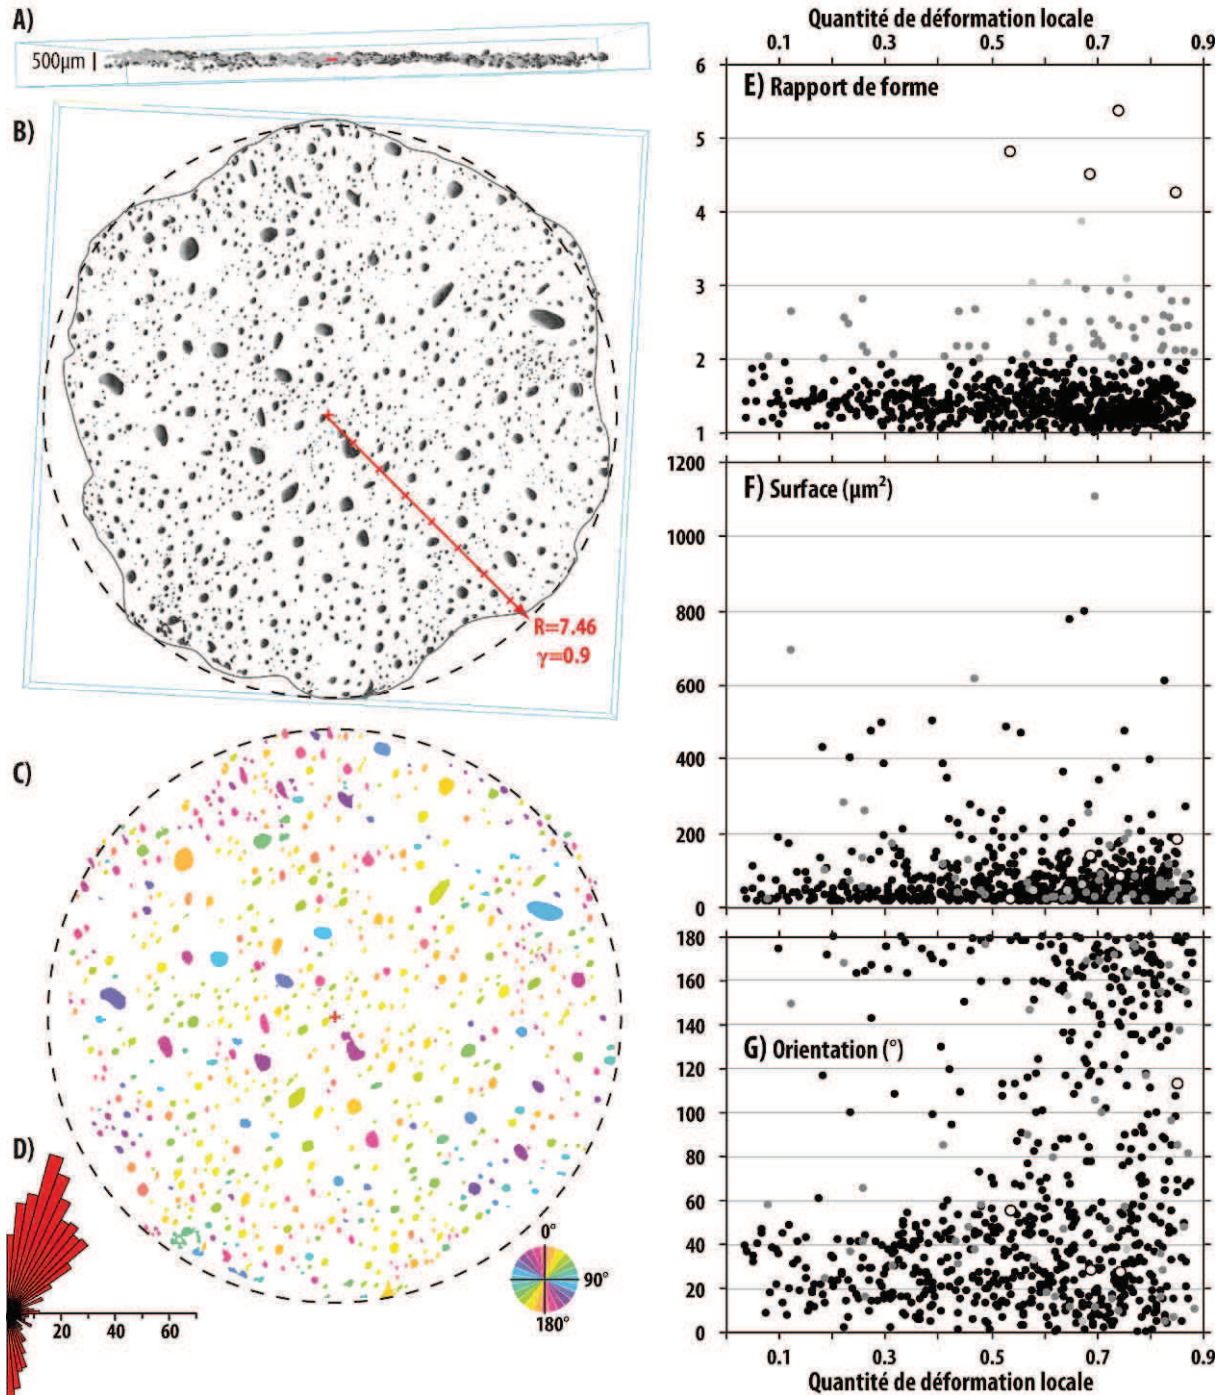 A)
500µm
B)
R=7.46
γ=0.9
C)
0°
90°
180°
D)
20 40 60
Quantité de déformation locale
0.1 0.3 0.5 0.7 0.9
E) Rapport de forme
6
5
4
3
2
1
F) Surface (µm²)
1200
1000
800
600
400
200
0
G) Orientation (°)
180
160
140
120
100
80
60
40
20
0
0.1 0.3 0.5 0.7 0.9
Quantité de déformation locale